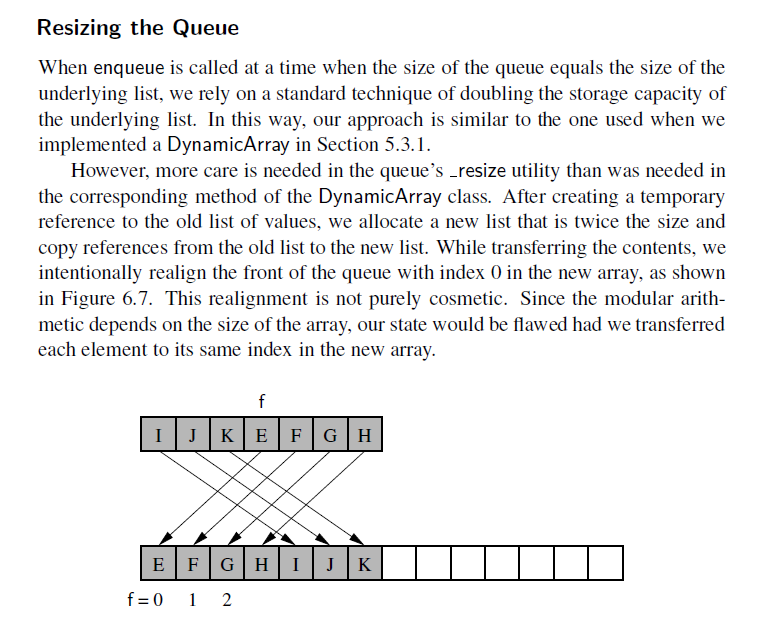 Resizing the Queue
When enqueue is called at a time when the size of the queue equals the size of the
underlying list, we rely on a standard technique of doubling the storage capacity of
the underlying list. In this way, our approach is similar to the one used when we
implemented a DynamicArray in Section 5.3.1.
However, more care is needed in the queue's _resize utility than was needed in
the corresponding method of the DynamicArray class. After creating a temporary
reference to the old list of values, we allocate a new list that is twice the size and
copy references from the old list to the new list. While transferring the contents, we
intentionally realign the front of the queue with index 0 in the new array, as shown
in Figure 6.7. This realignment is not purely cosmetic. Since the modular arith-
metic depends on the size of the array, our state would be flawed had we transferred
each element to its same index in the new array.
f
I J K E F G H
E F G H I J K
f = 0 1 2